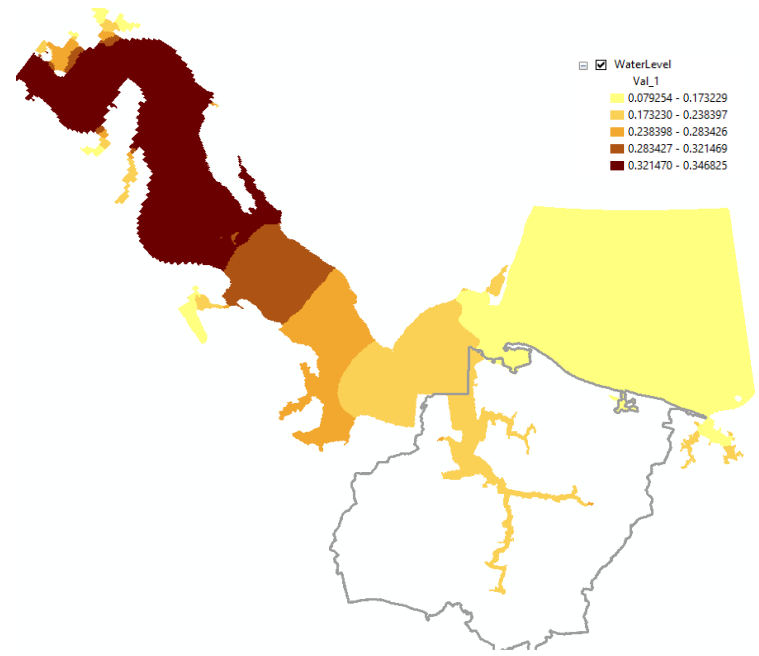 WaterLevel
Val_1
0.079254 - 0.173229
0.173230 - 0.238397
0.238398 - 0.283426
0.283427 - 0.321469
0.321470 - 0.346825